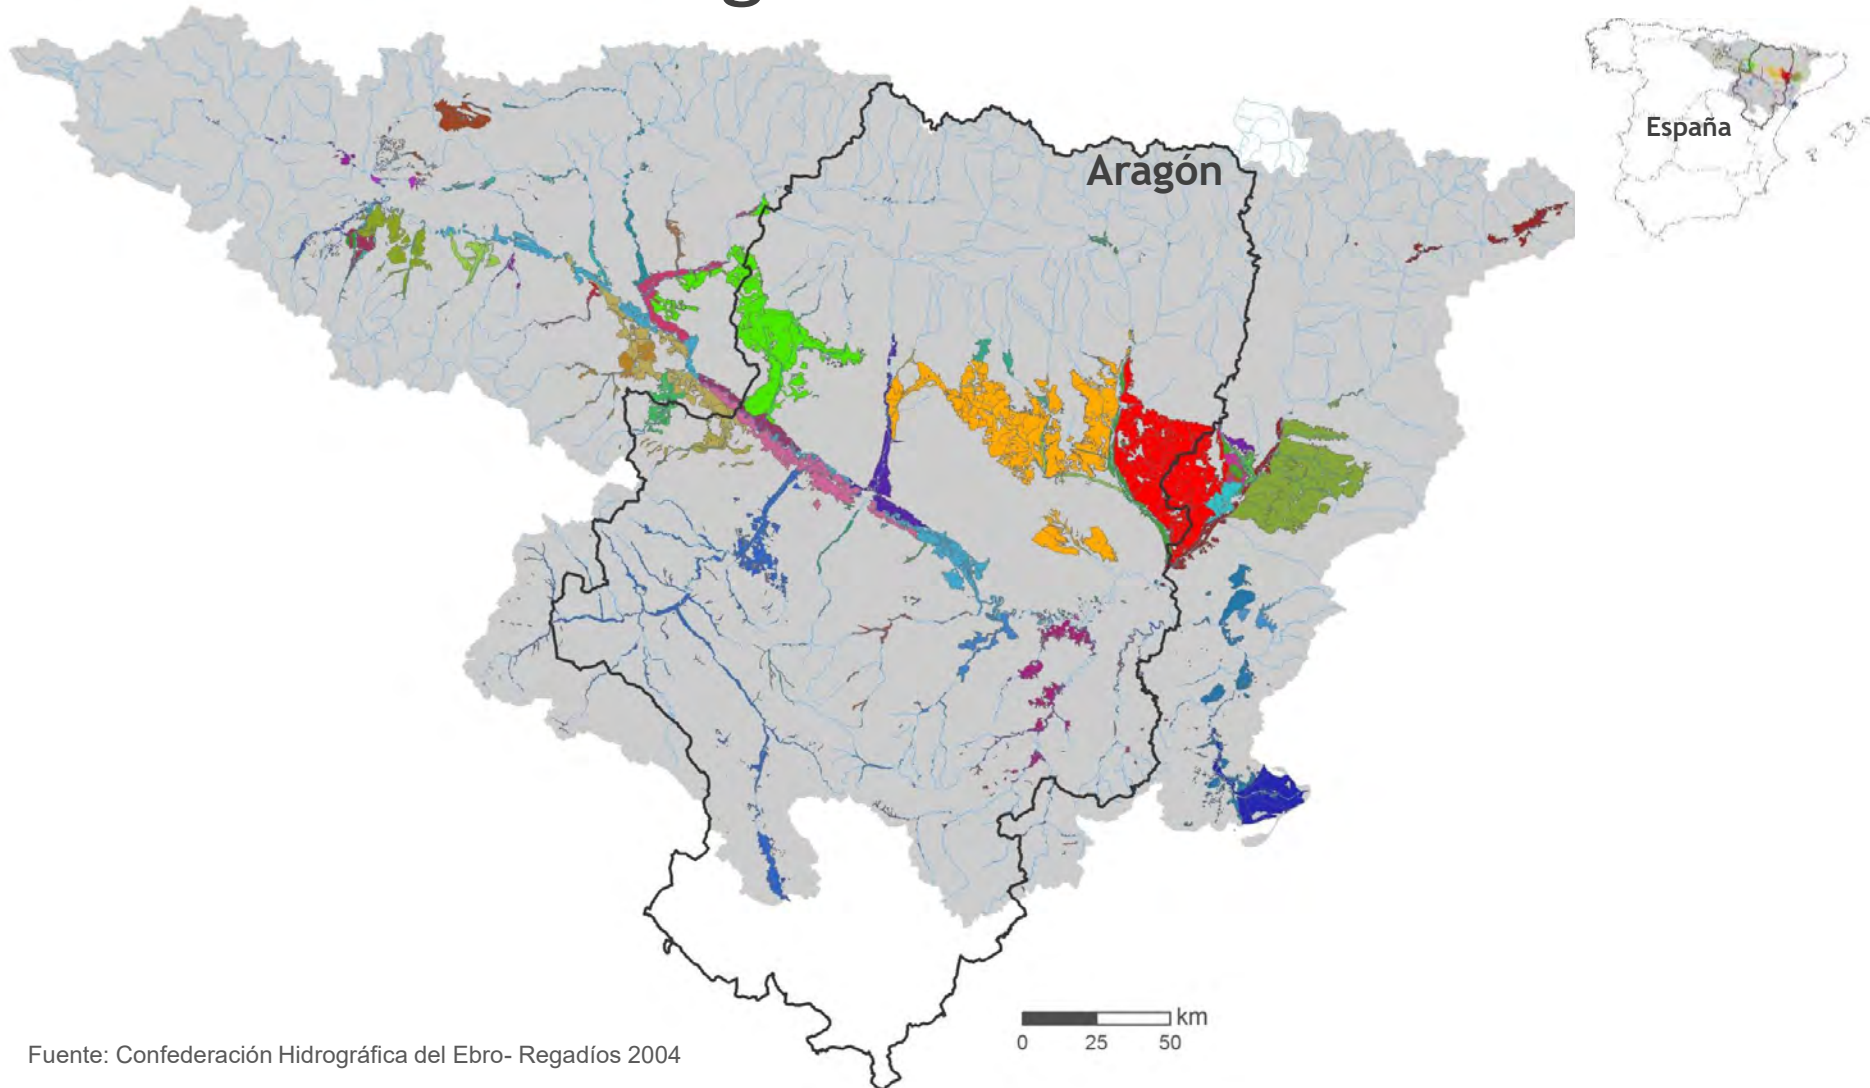 España
Aragón
km
0 25 50
Fuente: Confederación Hidrográfica del Ebro- Regadíos 2004